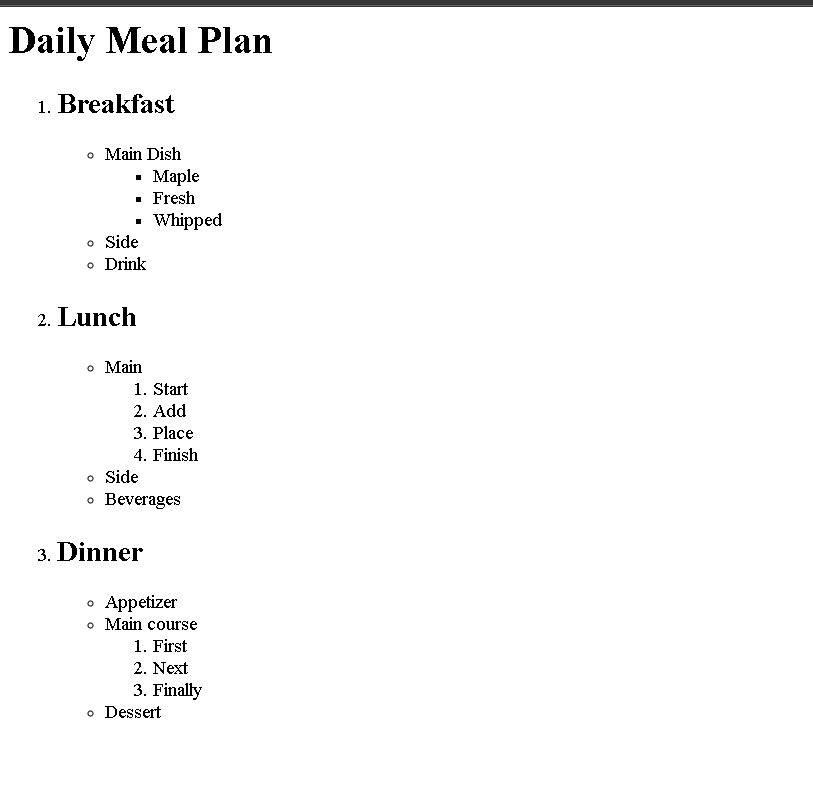 Daily Meal Plan
1. Breakfast
Main Dish
Maple
Fresh
Whipped
Side
Drink
2. Lunch
Main
1. Start
2. Add
3. Place
4. Finish
Side
Beverages
3. Dinner
Appetizer
Main course
1. First
2. Next
3. Finally
Dessert